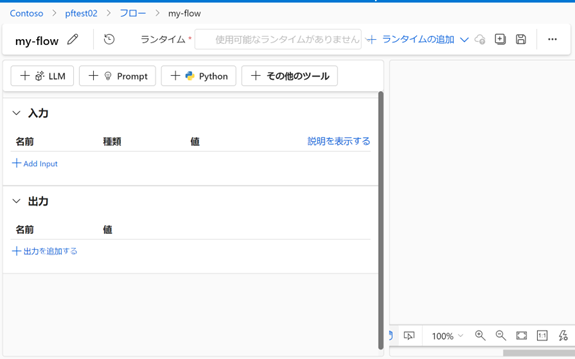 Contoso > pftest02 > フロー > my-flow
my-flow ランタイム * 使用可能なランタイムがありません + ランタイムの追加
+ LLM + Prompt + Python + その他のツール
入力
名前 種類 値 説明を表示する
+ Add Input
出力
名前 値
+ 出力を追加する
100% 1:1